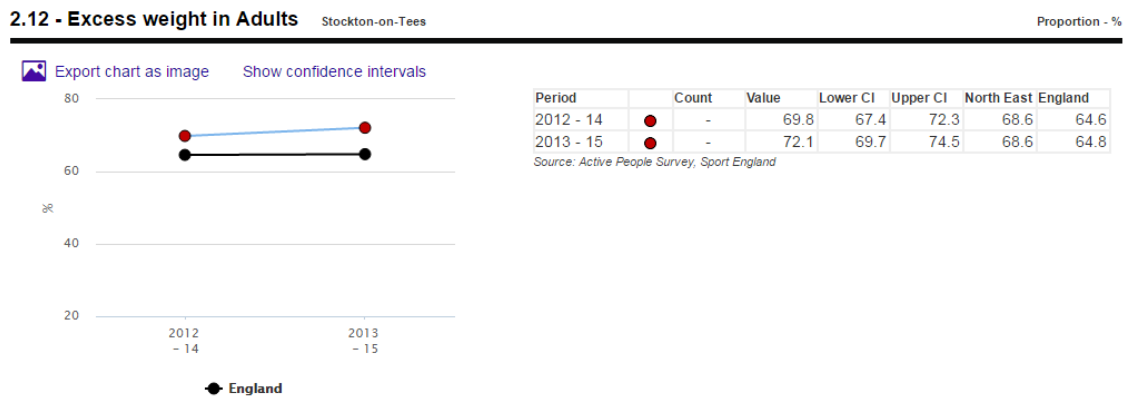 2.12 - Excess weight in Adults Stockton-on-Tees Proportion - %
Export chart as image Show confidence intervals
80
60
%
40
20
2012
- 14
2013
- 15
England
Period Count Value Lower CI Upper CI North East England
2012 - 14 - 69.8 67.4 72.3 68.6 64.6
2013 - 15 - 72.1 69.7 74.5 68.6 64.8
Source: Active People Survey, Sport England